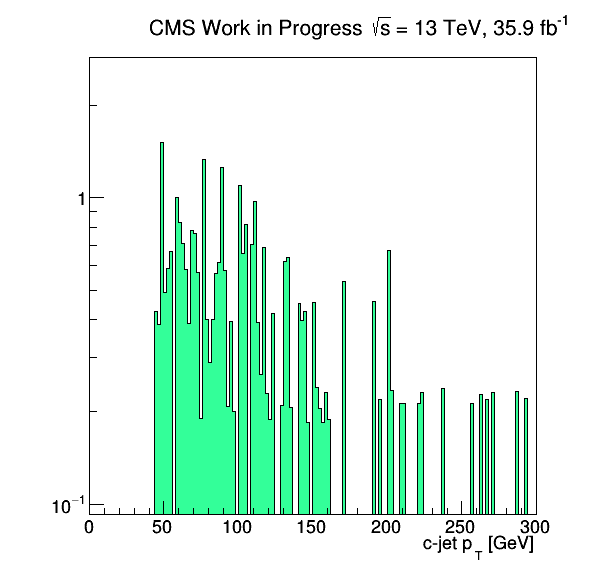 CMS Work in Progress √s = 13 TeV, 35.9 fb⁻¹
1
10⁻¹
0 50 100 150 200 250 300
c-jet p_T [GeV]